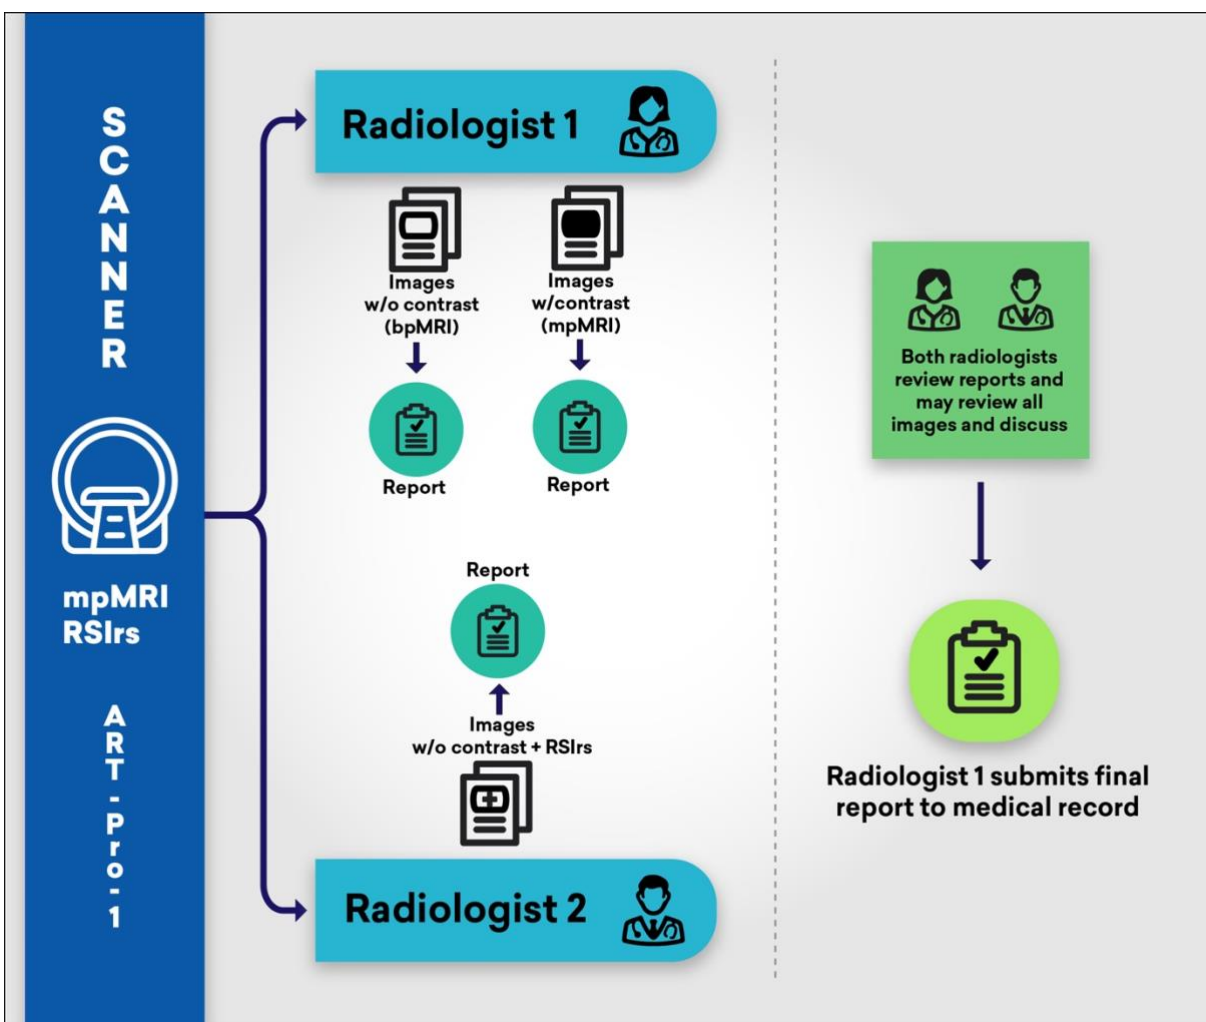 SCANNER
mpMRI
RSIrs
ART-Pro-1
Radiologist 1
Images
w/o contrast
(bpMRI)
Images
w/contrast
(mpMRI)
Report
Report
Report
Images
w/o contrast + RSIrs
Radiologist 2
Both radiologists
review reports and
may review all
images and discuss
Radiologist 1 submits final
report to medical record